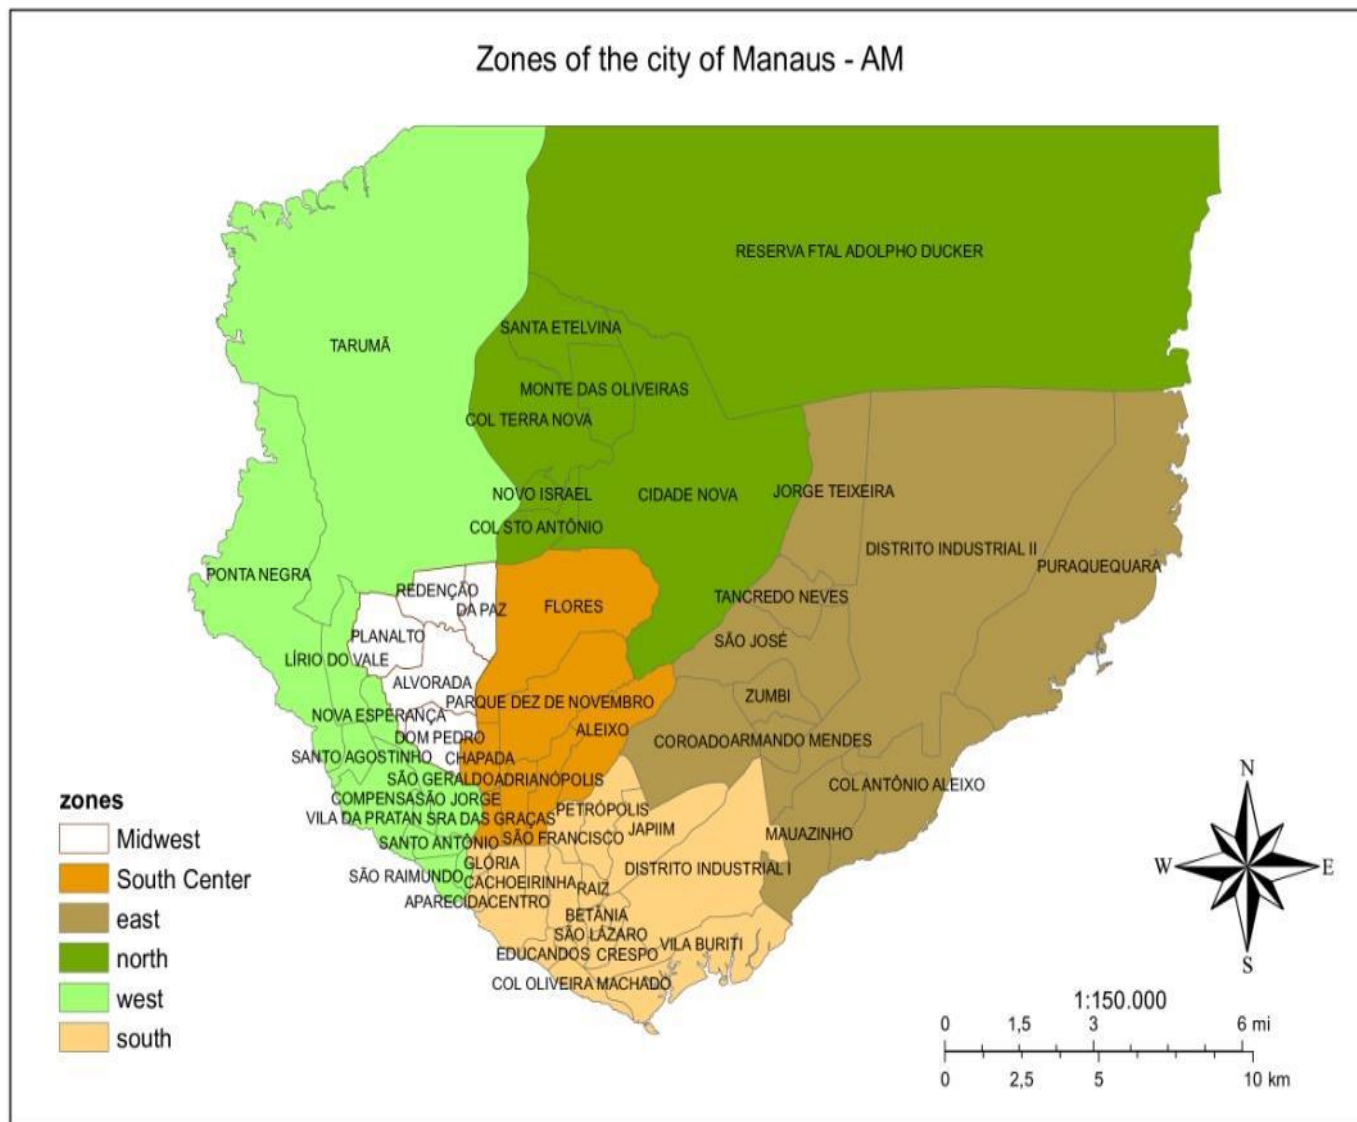 Zones of the city of Manaus - AM
RESERVA FTAL ADOLPHO DUCKER
SANTA ETELVINA
TARUMÃ
MONTE DAS OLIVEIRAS
COL TERRA NOVA
NOVO ISRAEL
CIDADE NOVA
JORGE TEIXEIRA
COL STO ANTÔNIO
DISTRITO INDUSTRIAL II
PURAQUEQUARA
PONTA NEGRA
REDENÇÃO
DA PAZ
FLORES
TANCREDO NEVES
PLANALTO
SÃO JOSÉ
LÍRIO DO VALE
ALVORADA
ZUMBI
PARQUE DEZ DE NOVEMBRO
NOVA ESPERANÇA
ALEIXO
DOM PEDRO
COROADO
ARMANDO MENDES
SANTO AGOSTINHO
CHAPADA
SÃO GERALDO
ADRIANÓPOLIS
COL ANTÔNIO ALEIXO
COMPENSA
SÃO JORGE
PETRÓPOLIS
VILA DA PRATA
N SRA DAS GRAÇAS
JAPIIM
MAUAZINHO
SÃO FRANCISCO
SANTO ANTÔNIO
GLÓRIA
DISTRITO INDUSTRIAL I
SÃO RAIMUNDO
CACHOEIRINHA
RAIZ
APARECIDA
CENTRO
BETÂNIA
SÃO LÁZARO
VILA BURITI
EDUCANDOS
CRESPO
COL OLIVEIRA MACHADO
zones
Midwest
South Center
east
north
west
south
N
W
E
S
1:150.000
0 1,5 3 6 mi
0 2,5 5 10 km